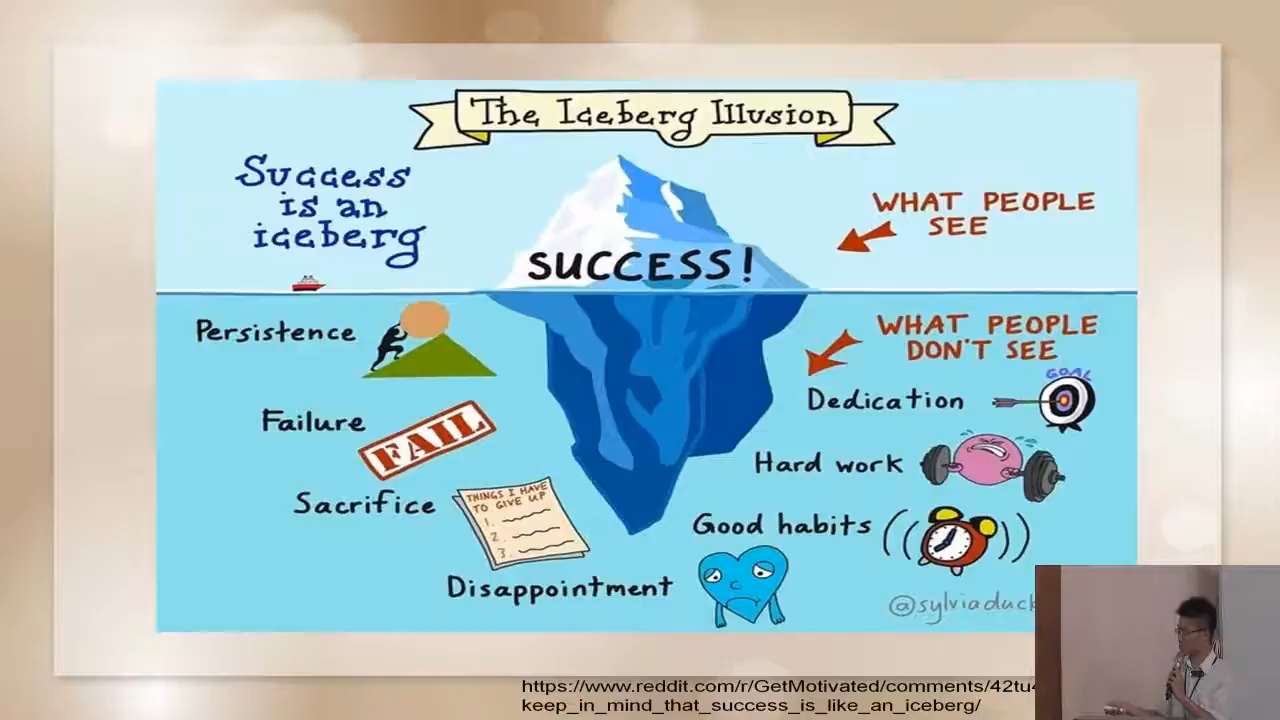 The Iceberg Illusion
Success
is an
iceberg
WHAT PEOPLE
SEE
SUCCESS!
Persistence
WHAT PEOPLE
DON'T SEE
GOAL
Dedication
Failure
FAIL
Hard work
Sacrifice
THINGS I HAVE
TO GIVE UP
1.
2.
3.
Good habits
Disappointment
@sylviaduck
https://www.reddit.com/r/GetMotivated/comments/42tu
keep_in_mind_that_success_is_like_an_iceberg/